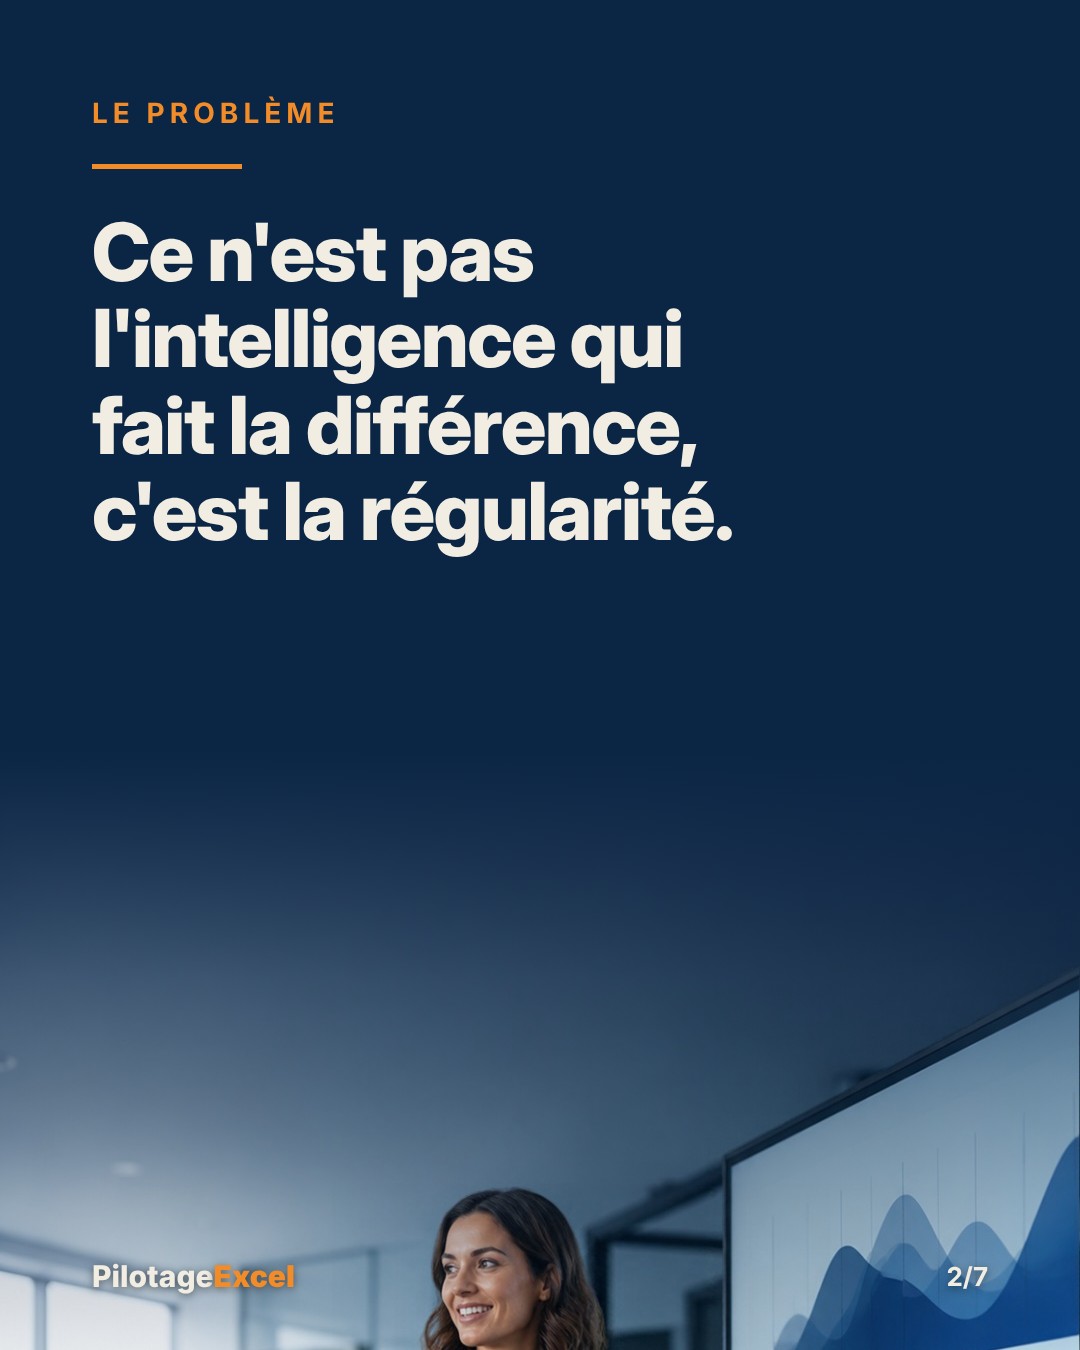 LE PROBLÈME
Ce n'est pas
l'intelligence qui
fait la différence,
c'est la régularité.
PilotageExcel
2/7